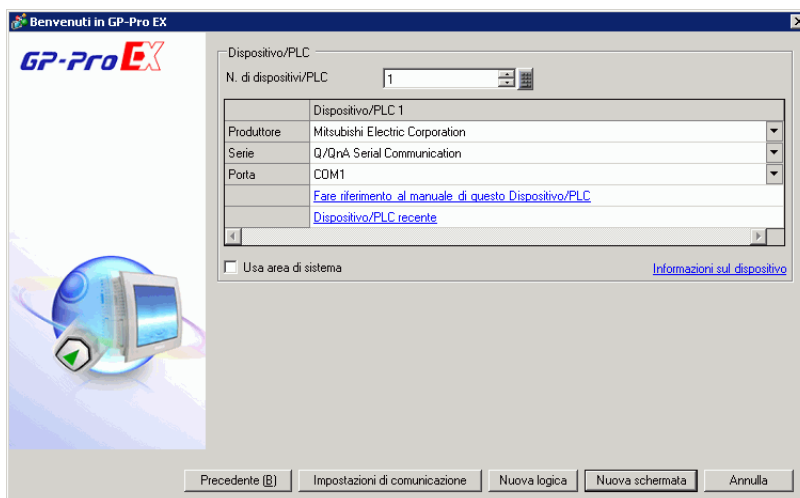 Benvenuti in GP-Pro EX
GP-Pro EX
Dispositivo/PLC
N. di dispositivi/PLC 1
Dispositivo/PLC 1
Produttore Mitsubishi Electric Corporation
Serie Q/QnA Serial Communication
Porta COM1
Fare riferimento al manuale di questo Dispositivo/PLC
Dispositivo/PLC recente
Usa area di sistema Informazioni sul dispositivo
Precedente (B) Impostazioni di comunicazione Nuova logica Nuova schermata Annulla